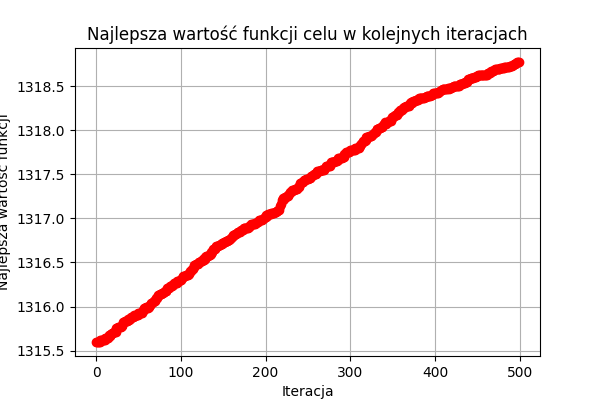 Najlepsza wartość funkcji celu w kolejnych iteracjach
Najlepsza wartość funkcji
1318.5
1318.0
1317.5
1317.0
1316.5
1316.0
1315.5
0 100 200 300 400 500
Iteracja